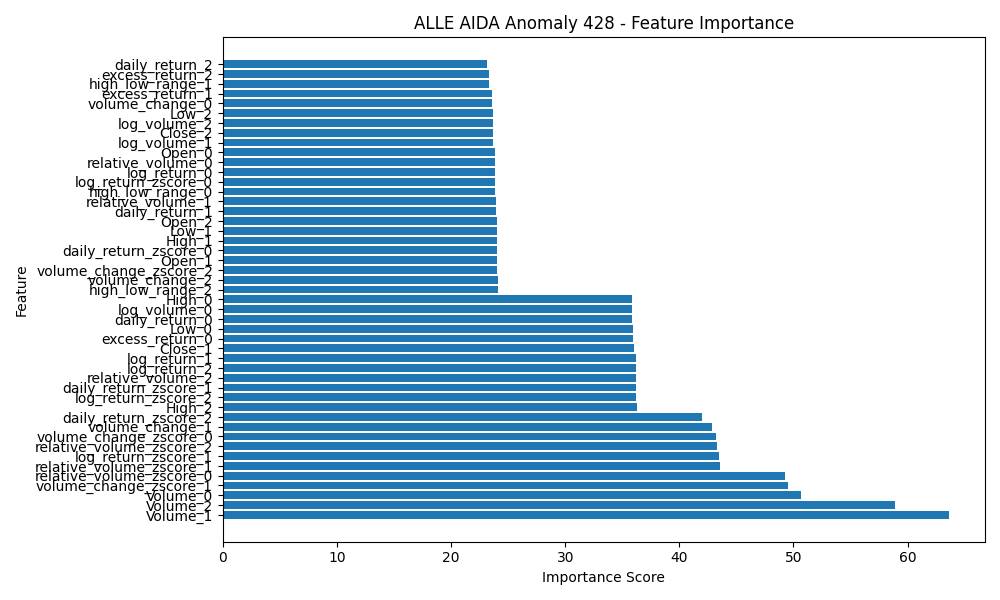 ALLE AIDA Anomaly 428 - Feature Importance
daily_return_2
excess_return_2
high_low_range_1
excess_return_1
volume_change_0
Low_2
log_volume_2
Close_2
log_volume_1
Open_0
relative_volume_0
log_return_0
log_return_zscore_0
high_low_range_0
relative_volume_1
daily_return_1
Open_2
Low_1
High_1
daily_return_zscore_0
Open_1
volume_change_zscore_2
volume_change_2
high_low_range_2
High_0
log_volume_0
daily_return_0
Low_0
excess_return_0
Close_1
log_return_1
log_return_2
relative_volume_2
daily_return_zscore_1
log_return_zscore_2
High_2
daily_return_zscore_2
volume_change_1
volume_change_zscore_0
relative_volume_zscore_2
log_return_zscore_1
relative_volume_zscore_1
relative_volume_zscore_0
volume_change_zscore_1
Volume_0
Volume_2
Volume_1
Feature
0 10 20 30 40 50 60
Importance Score